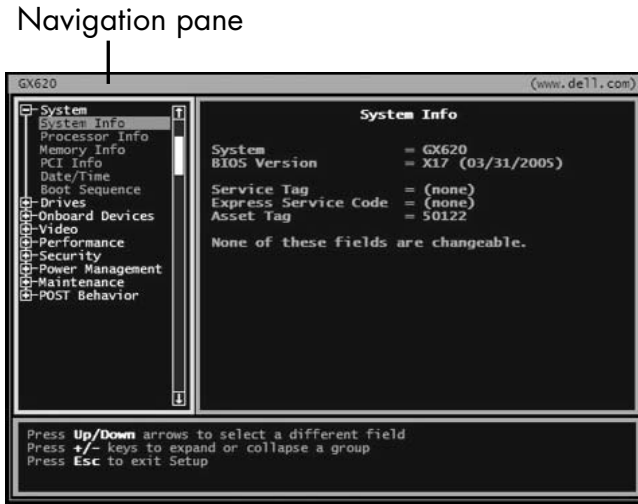 Navigation pane
GX620 (www.dell.com)
System
System Info
Processor Info
Memory Info
PCI Info
Date/Time
Boot Sequence
Drives
Onboard Devices
Video
Performance
Security
Power Management
Maintenance
POST Behavior
System Info
System = GX620
BIOS Version = X17 (03/31/2005)
Service Tag = (none)
Express Service Code = (none)
Asset Tag = 50122
None of these fields are changeable.
Press Up/Down arrows to select a different field
Press +/- keys to expand or collapse a group
Press Esc to exit Setup